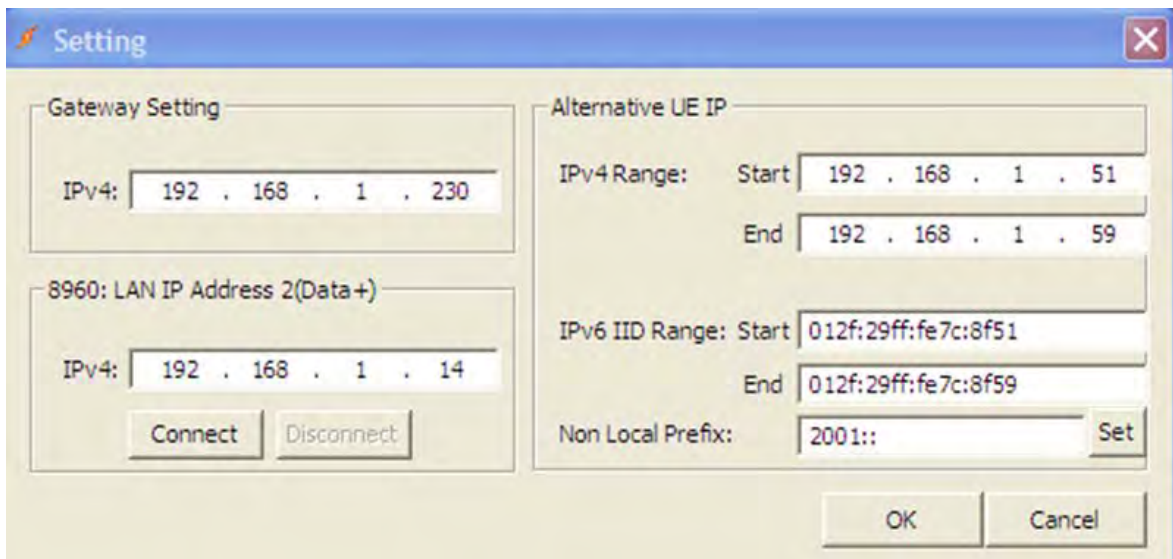 Setting
Gateway Setting
IPv4: 192 . 168 . 1 . 230
8960: LAN IP Address 2(Data+)
IPv4: 192 . 168 . 1 . 14
Connect Disconnect
Alternative UE IP
IPv4 Range: Start 192 . 168 . 1 . 51
End 192 . 168 . 1 . 59
IPv6 IID Range: Start 012f:29ff:fe7c:8f51
End 012f:29ff:fe7c:8f59
Non Local Prefix: 2001:: Set
OK Cancel